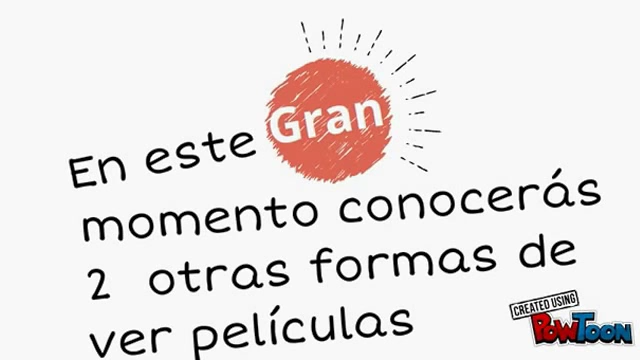 En este Gran
momento conocerás
2 otras formas de
ver películas
CREATED USING
POWTOON